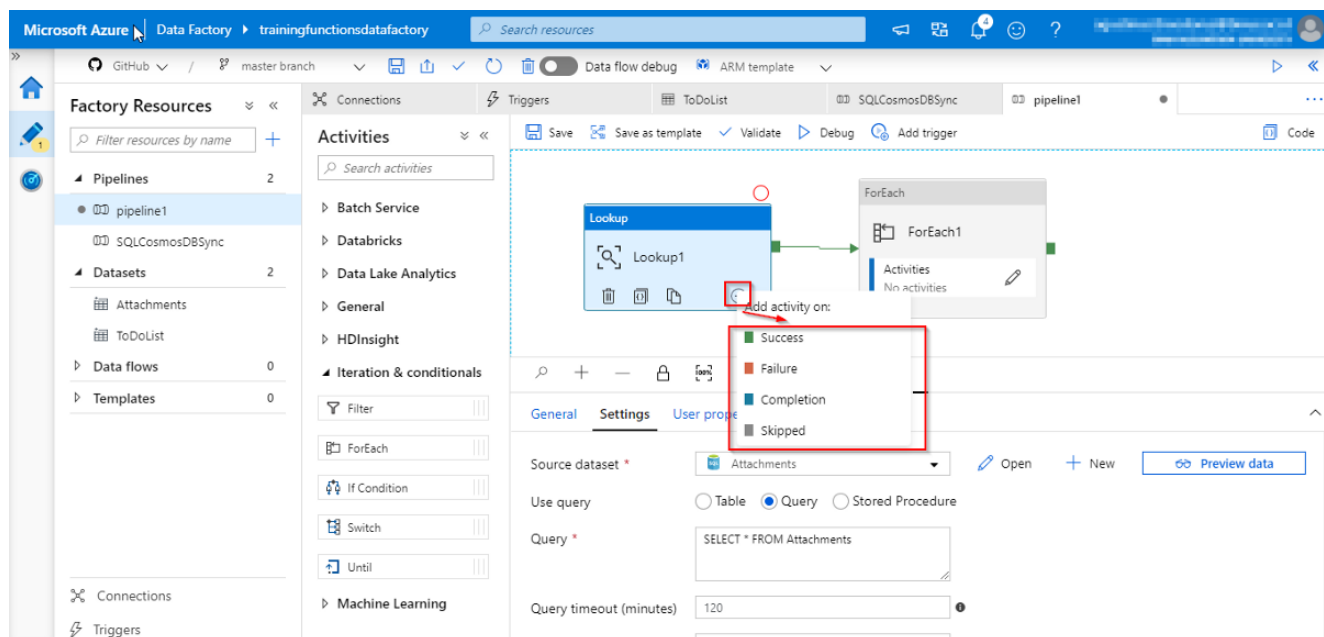 Microsoft Azure Data Factory trainingfunctionsdatafactory Search resources 4 ?
GitHub / master branch Data flow debug ARM template
Factory Resources
Filter resources by name
1
Pipelines 2
pipeline1
SQLCosmosDBSync
Datasets 2
Attachments
ToDoList
Data flows 0
Templates 0
Connections
Triggers
Connections Triggers ToDoList SQLCosmosDBSync pipeline1 ...
Activities
Search activities
Batch Service
Databricks
Data Lake Analytics
General
HDInsight
Iteration & conditionals
Filter
ForEach
If Condition
Switch
Until
Machine Learning
Save Save as template Validate Debug Add trigger Code
Lookup
Lookup1
ForEach
ForEach1
Activities
No activities
Add activity on:
Success
Failure
Completion
Skipped
100%
General Settings User prope
Source dataset * Attachments Open New Preview data
Use query Table Query Stored Procedure
Query * SELECT * FROM Attachments
Query timeout (minutes) 120